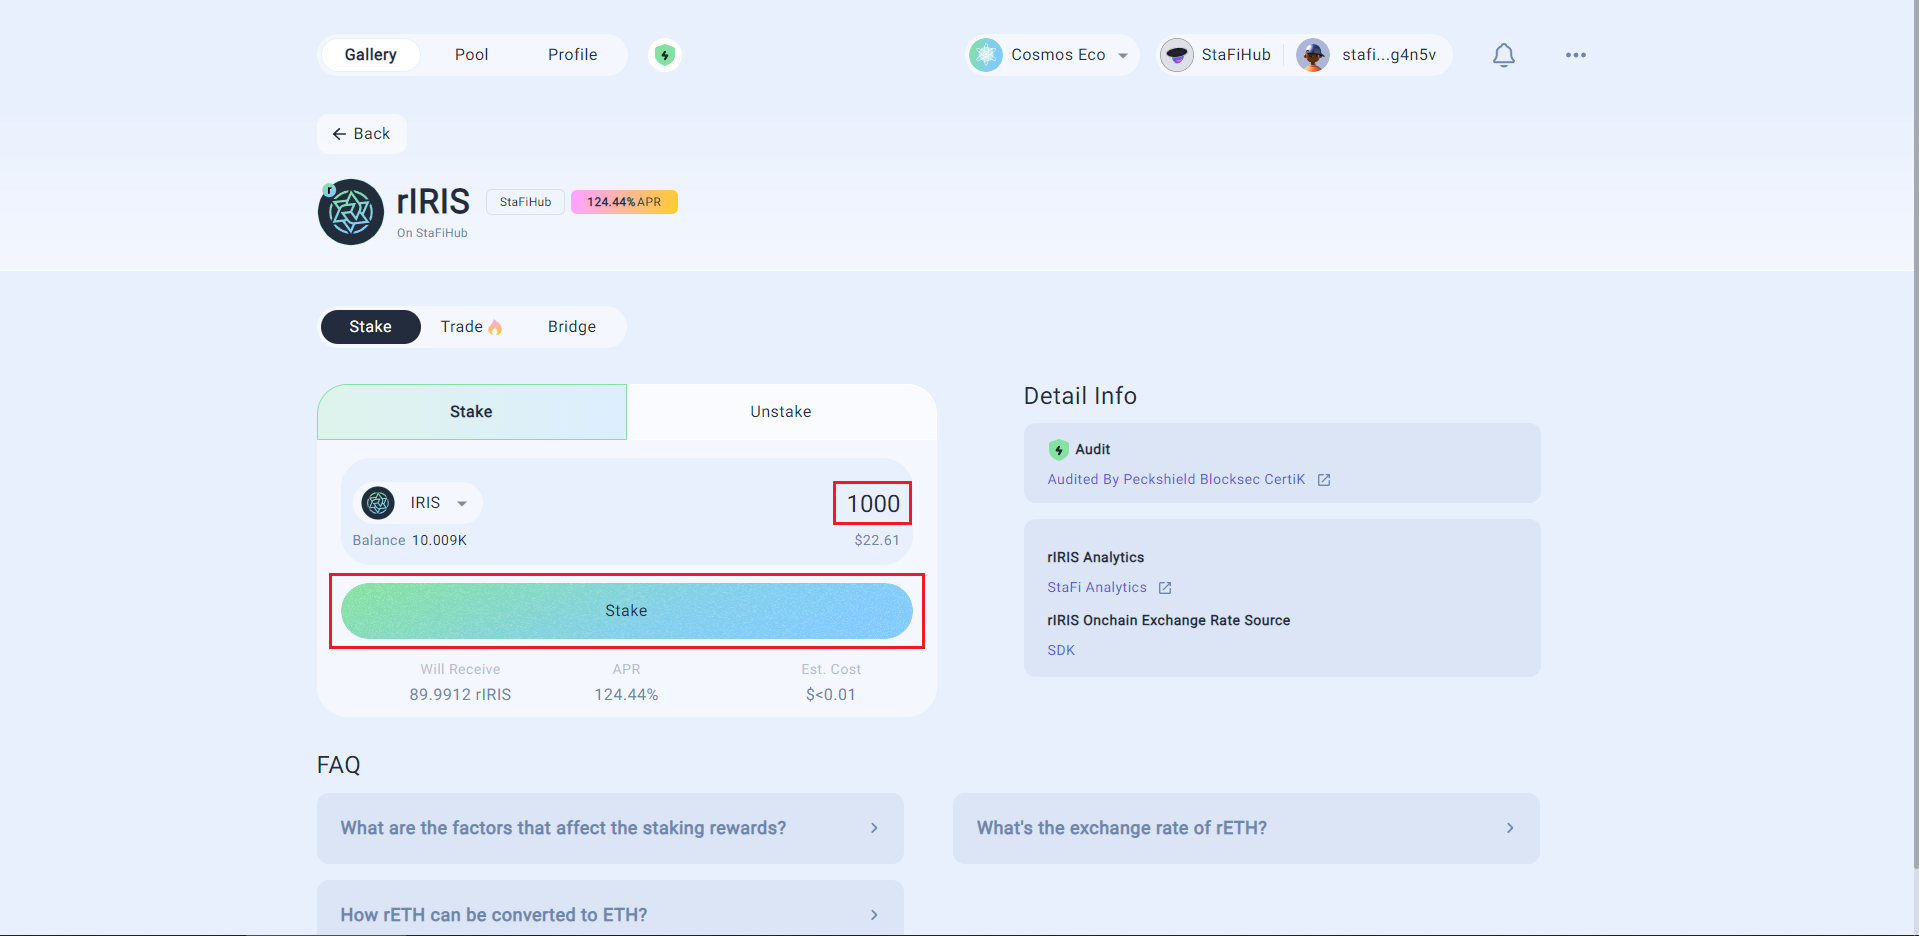 Gallery Pool Profile Cosmos Eco StaFiHub stafi...g4n5v
Back
r
rIRIS StaFiHub 124.44% APR
On StaFiHub
Stake Trade Bridge
Stake Unstake
IRIS 1000
Balance 10.009K $22.61
Stake
Will Receive APR Est. Cost
89.9912 rIRIS 124.44% $<0.01
Detail Info
Audit
Audited By Peckshield Blocksec CertiK
rIRIS Analytics
StaFi Analytics
rIRIS Onchain Exchange Rate Source
SDK
FAQ
What are the factors that affect the staking rewards?
What's the exchange rate of rETH?
How rETH can be converted to ETH?